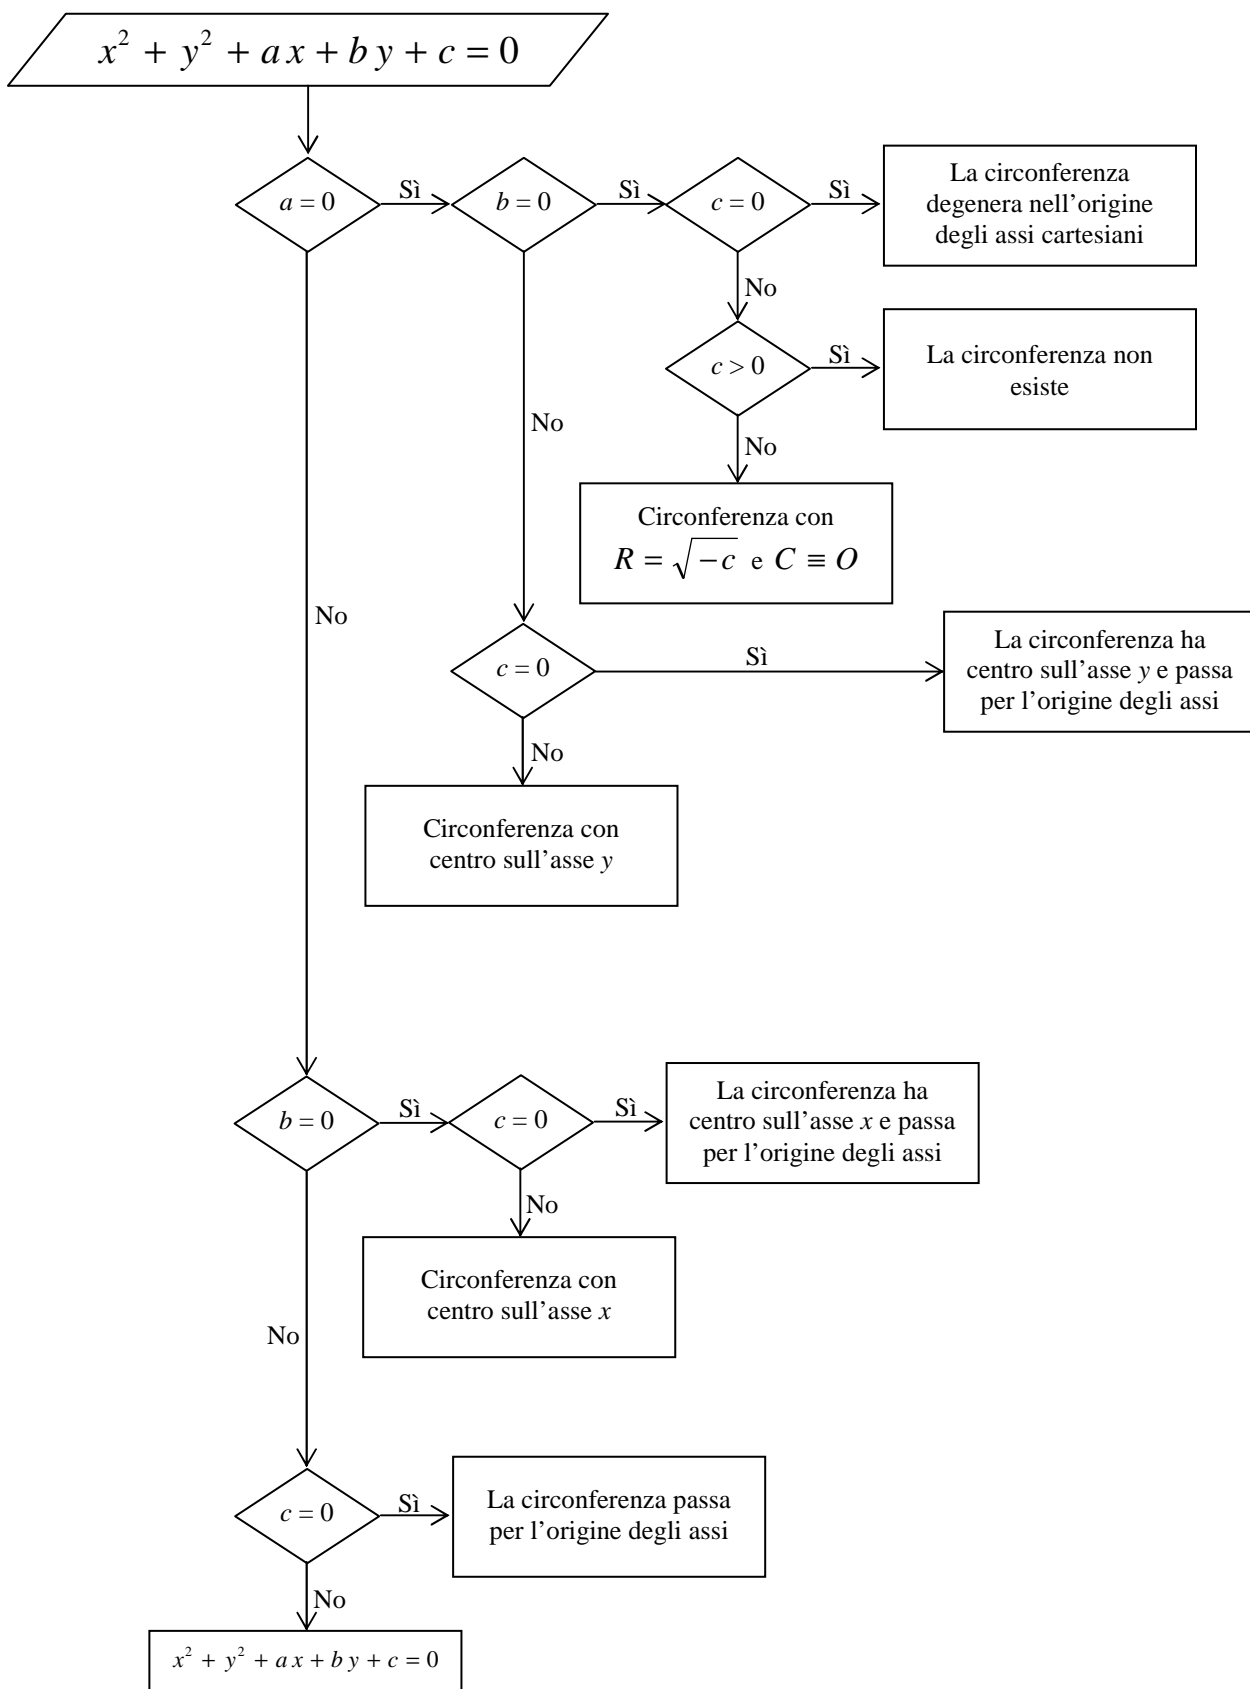 x² + y² + a x + b y + c = 0
a = 0
Sì
b = 0
Sì
c = 0
Sì
La circonferenza
degenera nell'origine
degli assi cartesiani
No
c > 0
Sì
La circonferenza non
esiste
No
No
Circonferenza con
R = √−c e C ≡ O
No
c = 0
Sì
La circonferenza ha
centro sull'asse y e passa
per l'origine degli assi
No
Circonferenza con
centro sull'asse y
b = 0
Sì
c = 0
Sì
La circonferenza ha
centro sull'asse x e passa
per l'origine degli assi
No
Circonferenza con
centro sull'asse x
No
c = 0
Sì
La circonferenza passa
per l'origine degli assi
No
x² + y² + a x + b y + c = 0